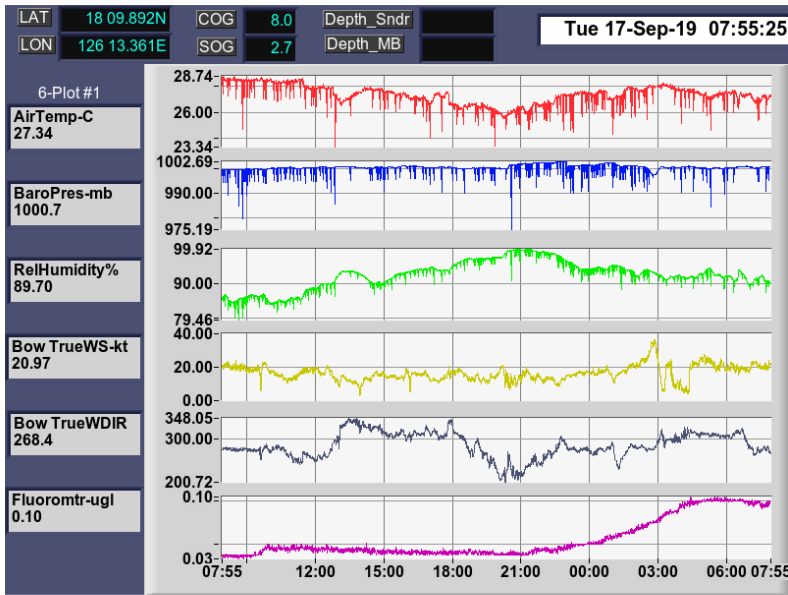 LAT 18 09.892N COG 8.0 Depth_Sndr
LON 126 13.361E SOG 2.7 Depth_MB
Tue 17-Sep-19 07:55:25
6-Plot #1
AirTemp-C
27.34
28.74
26.00
23.34
BaroPres-mb
1000.7
1002.69
990.00
975.19
RelHumidity%
89.70
99.92
90.00
79.46
Bow TrueWS-kt
20.97
40.00
20.00
0.00
Bow TrueWDIR
268.4
348.05
300.00
200.72
Fluoromtr-ugl
0.10
0.10
0.03
07:55 12:00 15:00 18:00 21:00 00:00 03:00 06:00 07:55